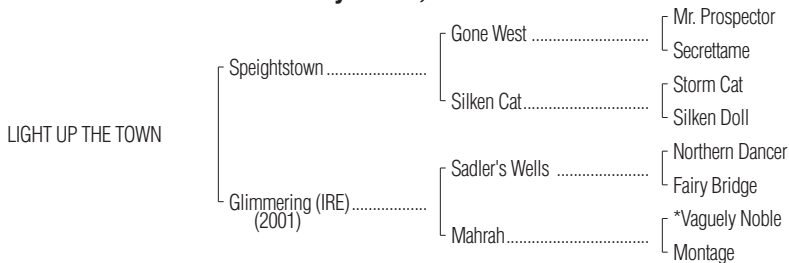 Mr. Prospector
Gone West
Secrettame
Speightstown
Storm Cat
Silken Cat
Silken Doll
LIGHT UP THE TOWN
Northern Dancer
Sadler's Wells
Fairy Bridge
Glimmering (IRE)
(2001)
*Vaguely Noble
Mahrah
Montage